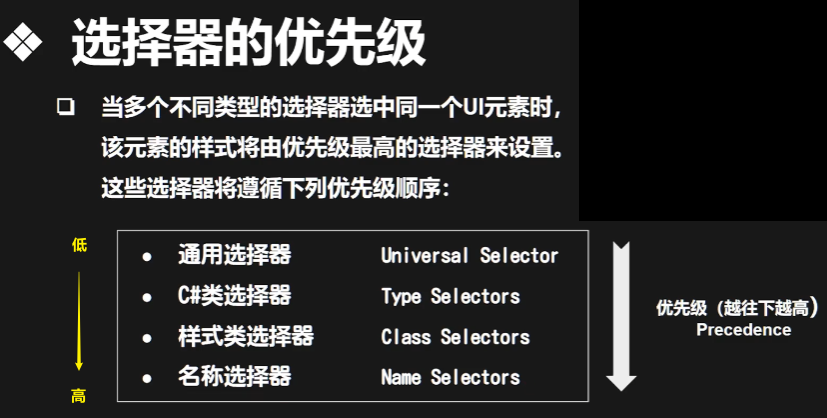 选择器的优先级
当多个不同类型的选择器选中同一个UI元素时，
该元素的样式将由优先级最高的选择器来设置。
这些选择器将遵循下列优先级顺序：
低
通用选择器 Universal Selector
C#类选择器 Type Selectors
样式类选择器 Class Selectors
名称选择器 Name Selectors
高
优先级（越往下越高）
Precedence